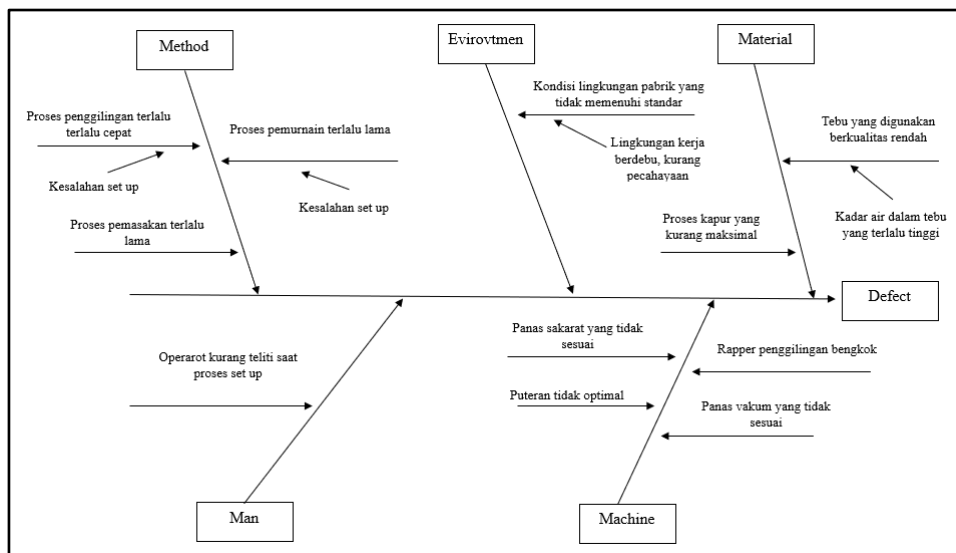 Method
Evirovtmen
Material
Proses penggilingan terlalu
terlalu cepat
Kesalahan set up
Proses pemurnain terlalu lama
Kesalahan set up
Proses pemasakan terlalu
lama
Kondisi lingkungan pabrik yang
tidak memenuhi standar
Lingkungan kerja
berdebu, kurang
pecahayaan
Tebu yang digunakan
berkualitas rendah
Kadar air dalam tebu
yang terlalu tinggi
Proses kapur yang
kurang maksimal
Defect
Operarot kurang teliti saat
proses set up
Panas sakarat yang tidak
sesuai
Rapper penggilingan bengkok
Puteran tidak optimal
Panas vakum yang tidak
sesuai
Man
Machine